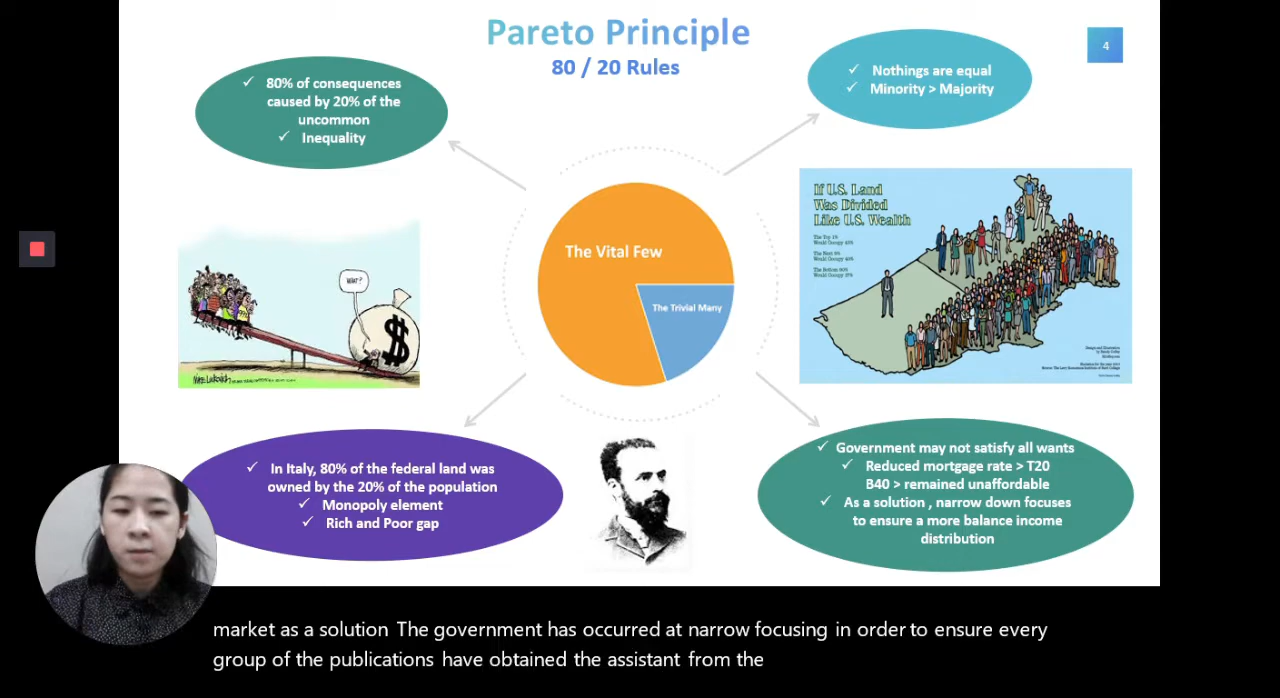 Pareto Principle
80 / 20 Rules
4
✓ 80% of consequences
caused by 20% of the
uncommon
✓ Inequality
✓ Nothings are equal
✓ Minority > Majority
The Vital Few
The Trivial Many
WHAT?
$
If U.S. Land
Was Divided
Like U.S. Wealth
The Top 1%
Would Occupy
The Next 9%
Would Occupy
The Bottom 90%
Would Occupy
✓ In Italy, 80% of the federal land was
owned by the 20% of the population
✓ Monopoly element
✓ Rich and Poor gap
✓ Government may not satisfy all wants
✓ Reduced mortgage rate > T20
B40 > remained unaffordable
✓ As a solution , narrow down focuses
to ensure a more balance income
distribution
market as a solution The government has occurred at narrow focusing in order to ensure every
group of the publications have obtained the assistant from the